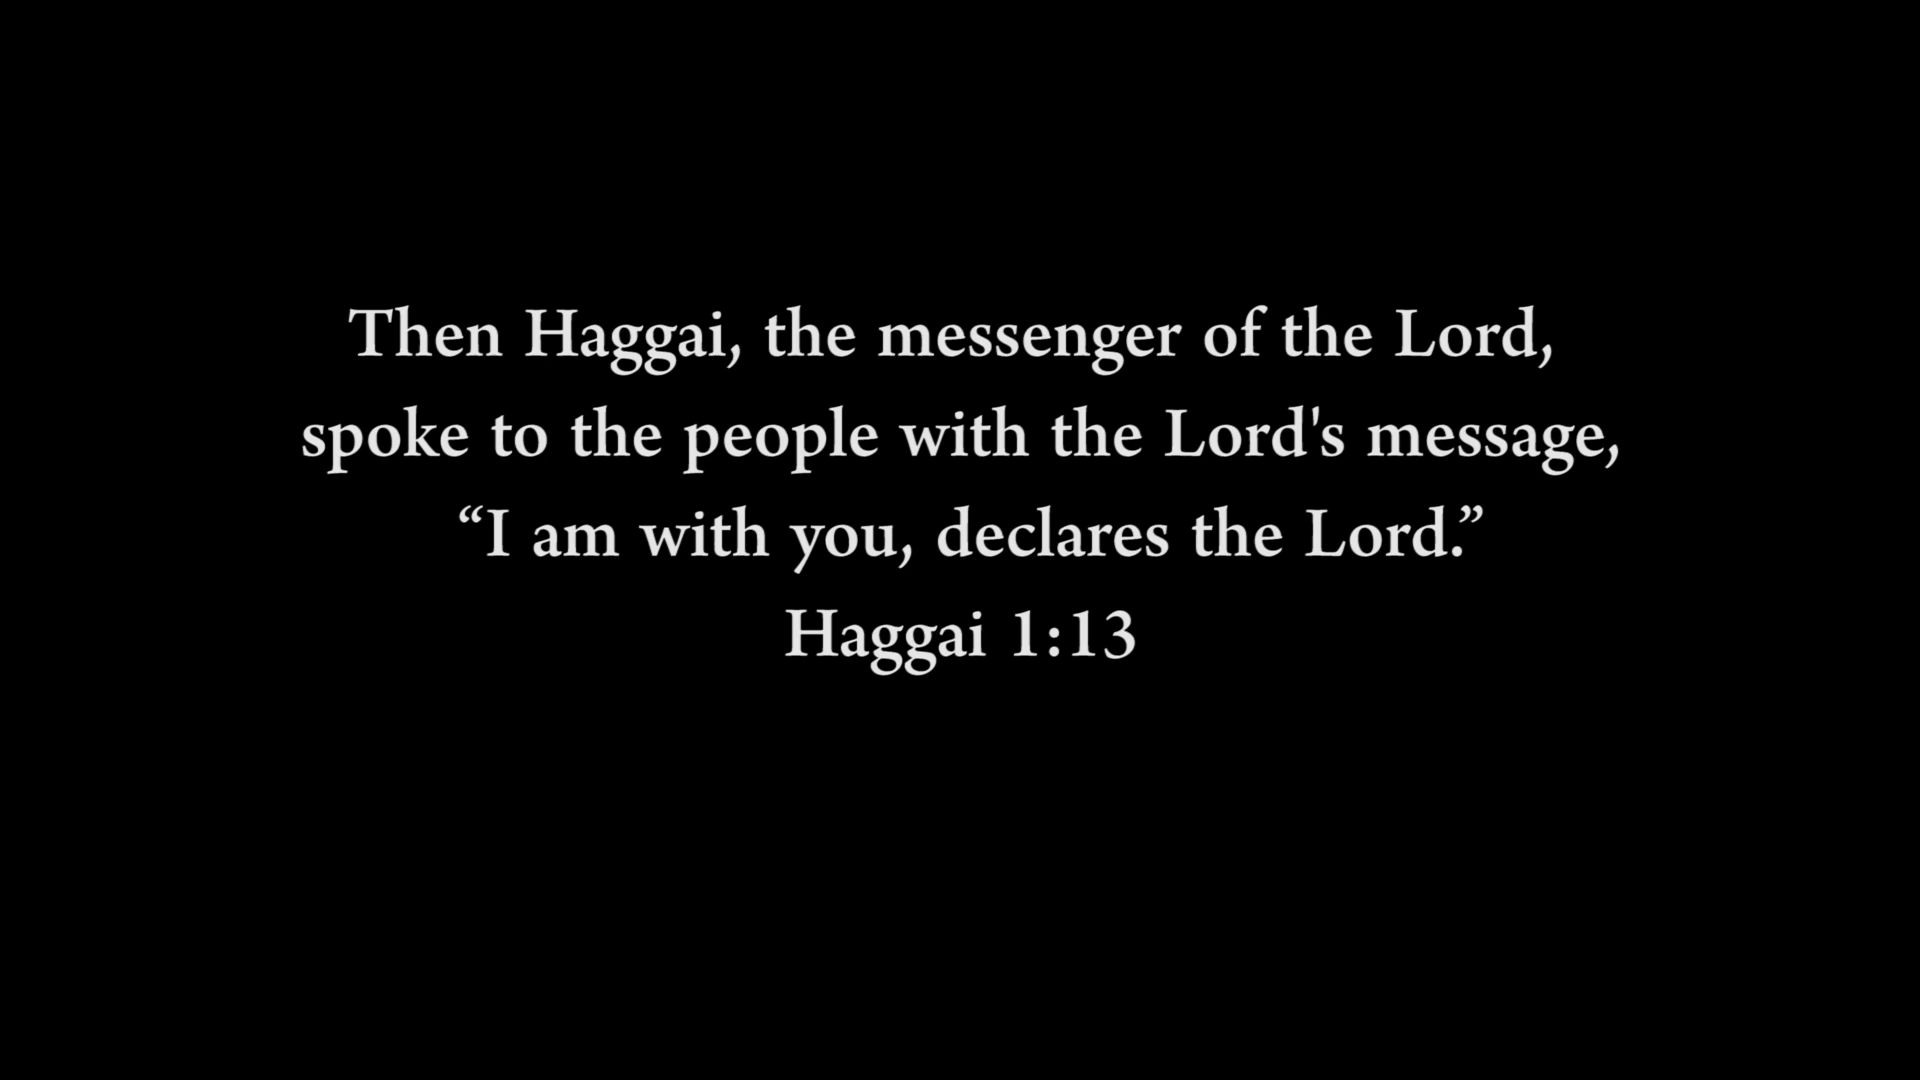 Then Haggai, the messenger of the Lord,
spoke to the people with the Lord's message,
“I am with you, declares the Lord.”
Haggai 1:13